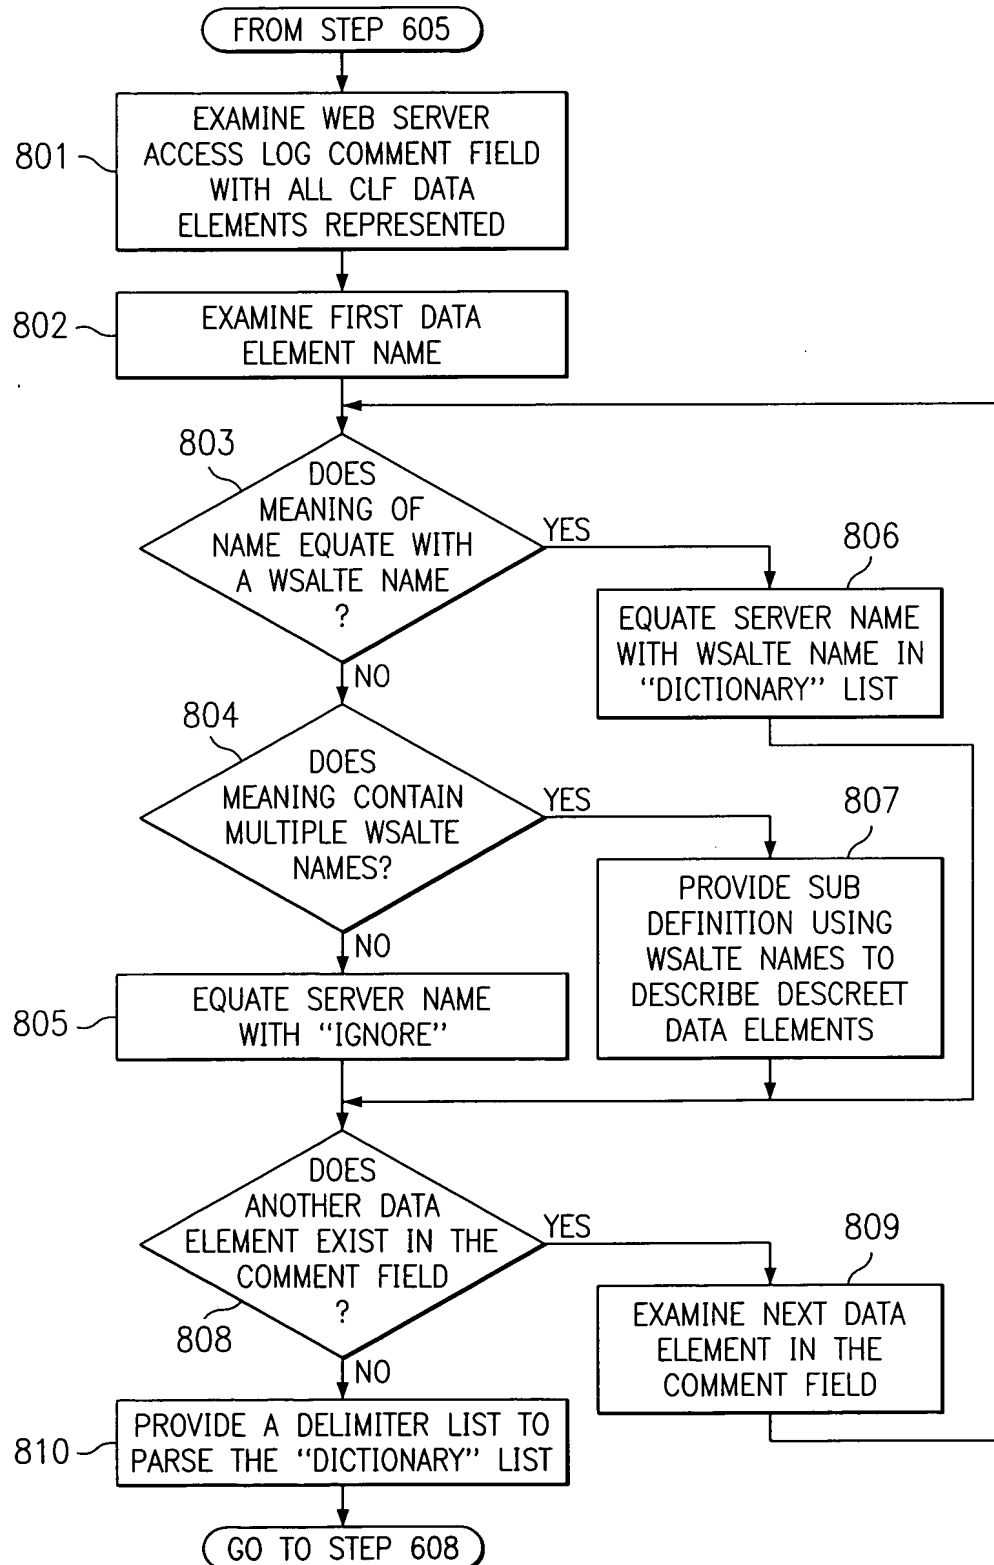 FROM STEP 605
801
EXAMINE WEB SERVER
ACCESS LOG COMMENT FIELD
WITH ALL CLF DATA
ELEMENTS REPRESENTED
802
EXAMINE FIRST DATA
ELEMENT NAME
803
DOES
MEANING OF
NAME EQUATE WITH
A WSALTE NAME
?
YES
NO
806
EQUATE SERVER NAME
WITH WSALTE NAME IN
"DICTIONARY" LIST
804
DOES
MEANING CONTAIN
MULTIPLE WSALTE
NAMES?
YES
NO
807
PROVIDE SUB
DEFINITION USING
WSALTE NAMES TO
DESCRIBE DESCREET
DATA ELEMENTS
805
EQUATE SERVER NAME
WITH "IGNORE"
DOES
ANOTHER DATA
ELEMENT EXIST IN THE
COMMENT FIELD
?
808
YES
NO
809
EXAMINE NEXT DATA
ELEMENT IN THE
COMMENT FIELD
810
PROVIDE A DELIMITER LIST TO
PARSE THE "DICTIONARY" LIST
GO TO STEP 608